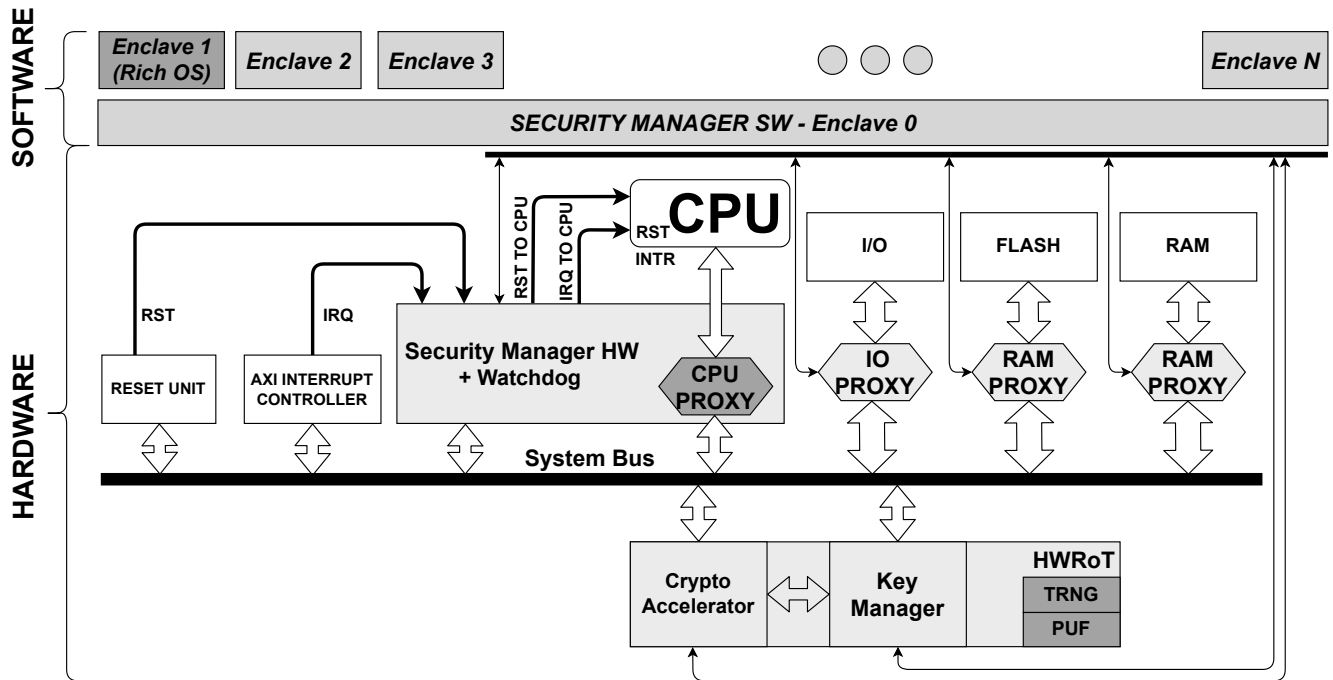 SOFTWARE
Enclave 1
(Rich OS)
Enclave 2
Enclave 3
Enclave N
SECURITY MANAGER SW - Enclave 0
HARDWARE
RST TO CPU
IRQ TO CPU
CPU
RST
INTR
I/O
FLASH
RAM
RST
IRQ
RESET UNIT
AXI INTERRUPT
CONTROLLER
Security Manager HW
+ Watchdog
CPU
PROXY
IO
PROXY
RAM
PROXY
RAM
PROXY
System Bus
Crypto
Accelerator
Key
Manager
HWRoT
TRNG
PUF